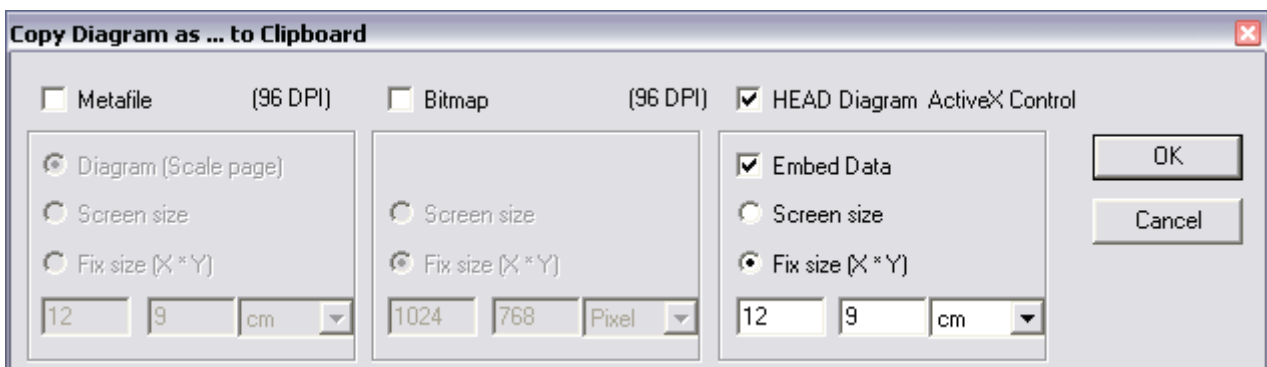 Copy Diagram as ... to Clipboard
Metafile (96 DPI) Bitmap (96 DPI) HEAD Diagram ActiveX Control
Diagram (Scale page) Embed Data OK
Screen size Screen size Screen size Cancel
Fix size (X * Y) Fix size (X * Y) Fix size (X * Y)
12 9 cm 1024 768 Pixel 12 9 cm